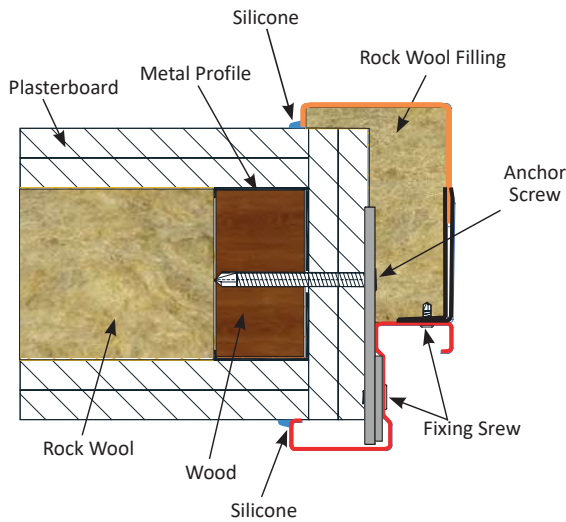 Silicone
Rock Wool Filling
Metal Profile
Plasterboard
Anchor
Screw
Fixing Srew
Rock Wool
Wood
Silicone